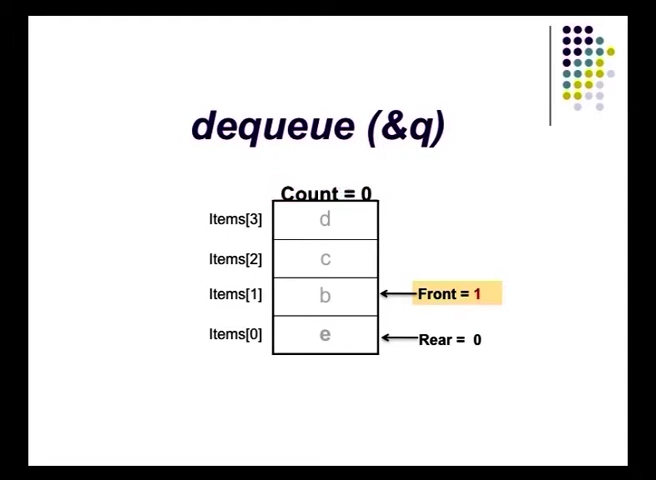 dequeue (&q)
Count = 0
Items[3] d
Items[2] c
Items[1] b Front = 1
Items[0] e Rear = 0